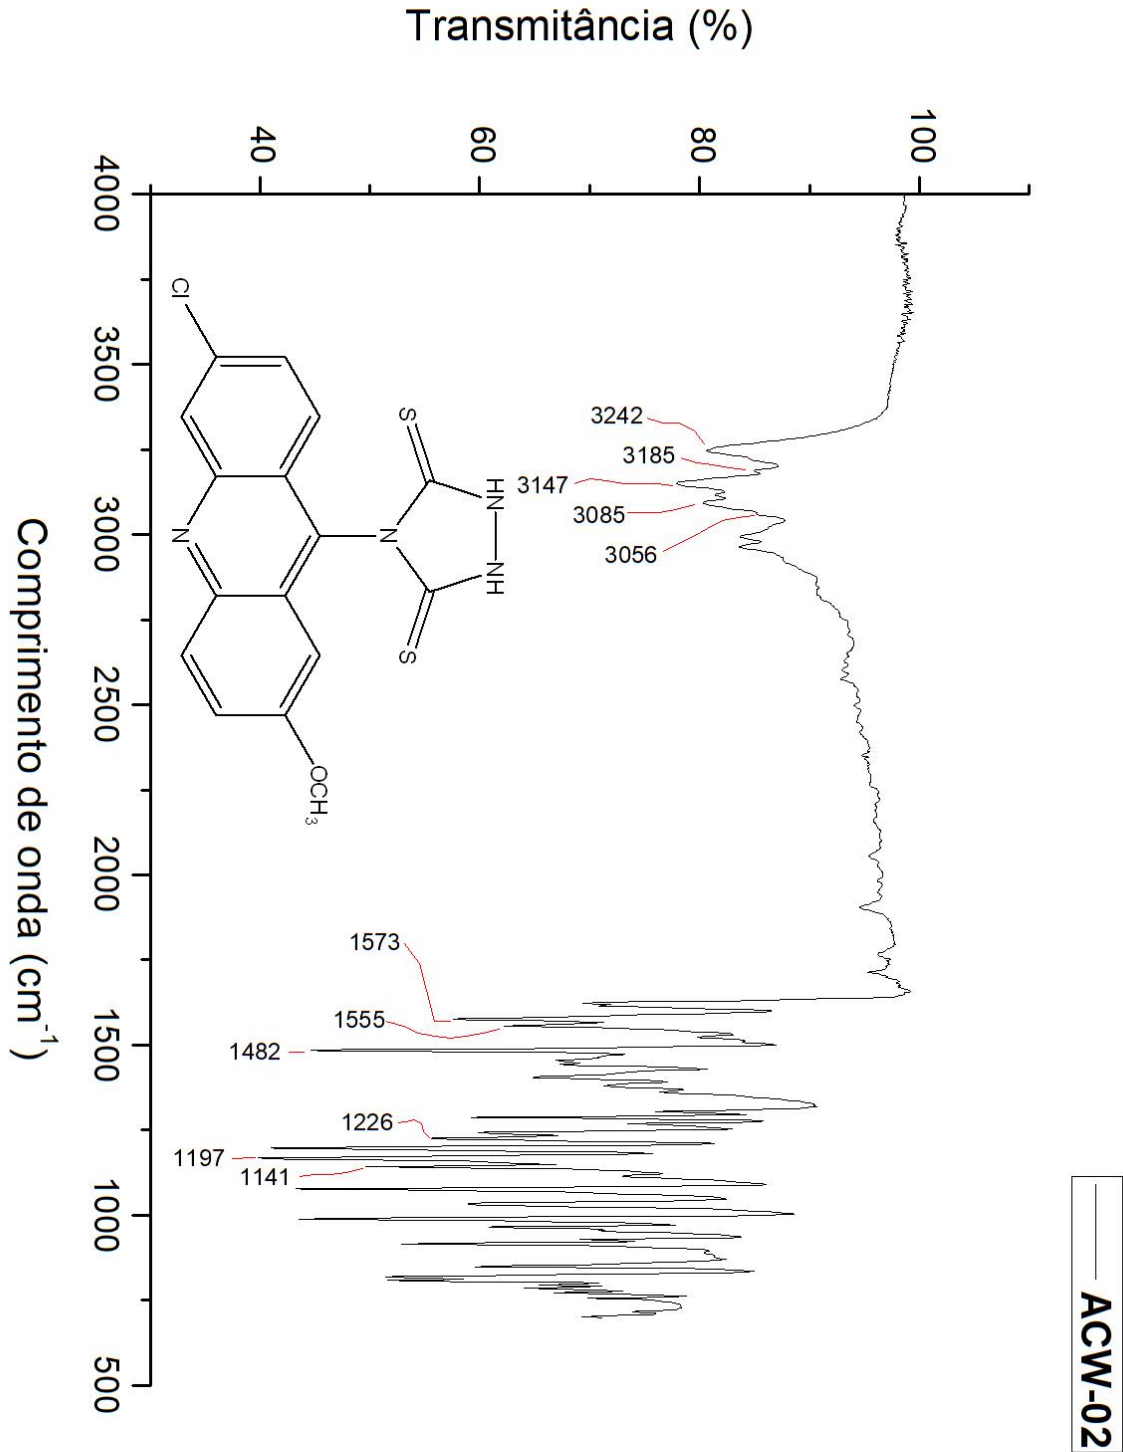 ACW-02
Transmitância (%)
100
80
60
40
4000
3500
3000
2500
2000
1500
1000
500
Comprimento de onda (cm⁻¹)
3242
3185
3147
3085
3056
1573
1555
1482
1226
1197
1141
Cl
N
N
S
S
HN
NH
OCH₃